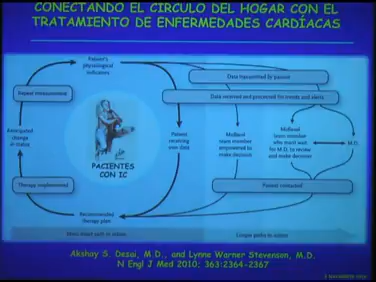 CONECTANDO EL CIRCULO DEL HOGAR CON EL
TRATAMIENTO DE ENFERMEDADES CARDÍACAS
Patient's
physiological
indicators
Data transmitted by patient
Repeat measurement
Data received and processed for trends and alerts
Anticipated
change
in status
Patient
receiving
own data
Midlevel
team member
empowered to
make decision
Midlevel
team member
who must wait
for M.D. to review
and make decision
M.D.
PACIENTES
CON IC
Therapy implemented
Patient contacted
Recommended
therapy plan
Most direct path to action
Longer paths to action
Akshay S. Desai, M.D., and Lynne Warner Stevenson, M.D.
N Engl J Med 2010; 363:2364-2367